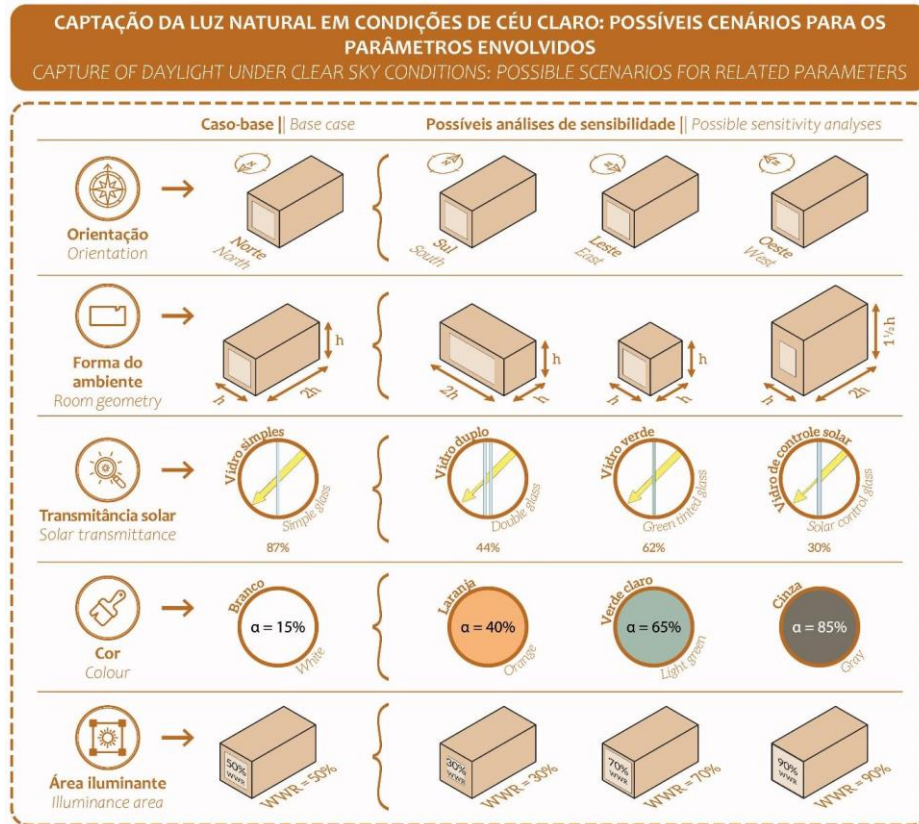 CAPTAÇÃO DA LUZ NATURAL EM CONDIÇÕES DE CÉU CLARO: POSSÍVEIS CENÁRIOS PARA OS
PARÂMETROS ENVOLVIDOS
CAPTURE OF DAYLIGHT UNDER CLEAR SKY CONDITIONS: POSSIBLE SCENARIOS FOR RELATED PARAMETERS
Caso-base || Base case
Possíveis análises de sensibilidade || Possible sensitivity analyses
Orientação
Orientation
N
Norte
North
N
Sul
South
N
Leste
East
N
Oeste
West
Forma do
ambiente
Room geometry
h
h
2h
h
2h
h
h
h
h
1½ h
h
2h
Transmitância solar
Solar transmittance
Vidro simples
Simple glass
87%
Vidro duplo
Double glass
44%
Vidro verde
Green tinted glass
62%
Vidro de controle solar
Solar control glass
30%
Cor
Colour
Branco
α = 15%
White
Laranja
α = 40%
Orange
Verde claro
α = 65%
Light green
Cinza
α = 85%
Gray
Área iluminante
Illuminance area
50%
WWR
WWR = 50%
30%
WWR
WWR = 30%
70%
WWR
WWR = 70%
90%
WWR
WWR = 90%